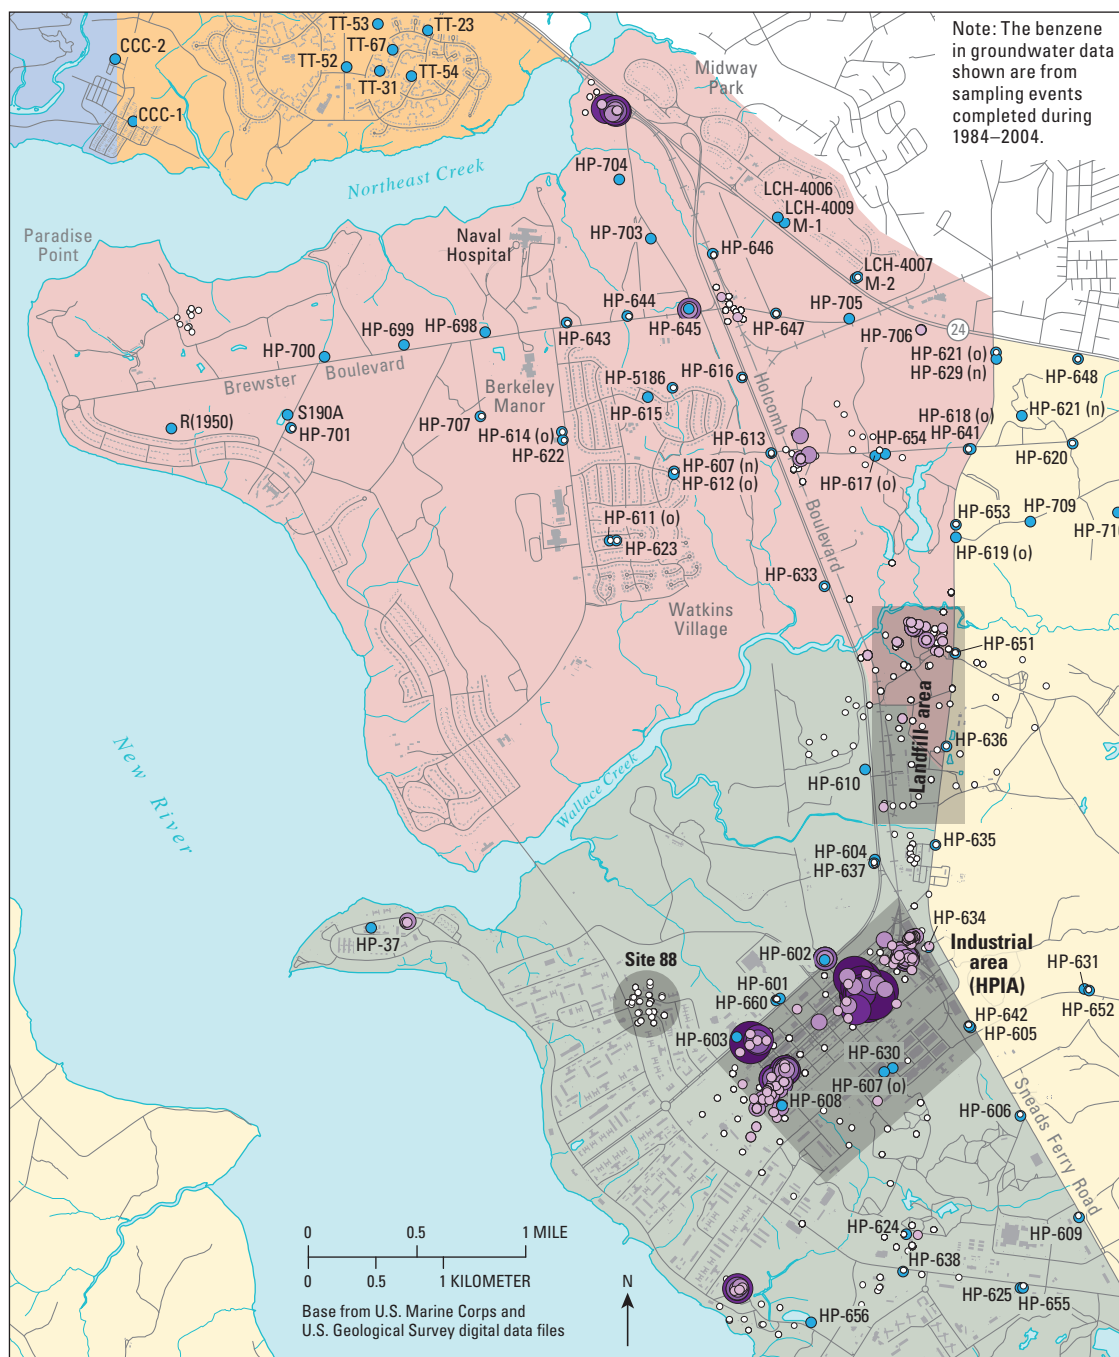 TT-53
TT-23
TT-67
CCC-2
TT-52
TT-54
TT-31
CCC-1
Midway
Park
Note: The benzene
in groundwater data
shown are from
sampling events
completed during
1984–2004.
Northeast Creek
HP-704
LCH-4006
LCH-4009
M-1
Paradise
Point
Naval
Hospital
HP-703
HP-646
LCH-4007
M-2
HP-644
HP-645
HP-647
HP-705
HP-706
24
HP-700
HP-699
HP-698
HP-643
HP-621 (o)
HP-629 (n)
HP-648
Brewster
Boulevard
Berkeley
Manor
HP-5186
HP-616
HP-615
Holcomb
Boulevard
R(1950)
S190A
HP-701
HP-707
HP-614 (o)
HP-622
HP-613
HP-654
HP-618 (o)
HP-641
HP-621 (n)
HP-620
HP-607 (n)
HP-612 (o)
HP-617 (o)
HP-611 (o)
HP-623
HP-653
HP-709
HP-710
HP-619 (o)
HP-633
Watkins
Village
HP-651
Landfill area
HP-636
New River
Wallace Creek
HP-610
HP-604
HP-637
HP-635
HP-37
HP-634
Industrial
area
(HPIA)
Site 88
HP-602
HP-601
HP-660
HP-631
HP-652
HP-603
HP-642
HP-605
HP-630
HP-607 (o)
HP-608
HP-606
Sneads Ferry Road
HP-624
HP-609
HP-638
HP-625
HP-655
HP-656
0 0.5 1 MILE
0 0.5 1 KILOMETER
N
Base from U.S. Marine Corps and
U.S. Geological Survey digital data files